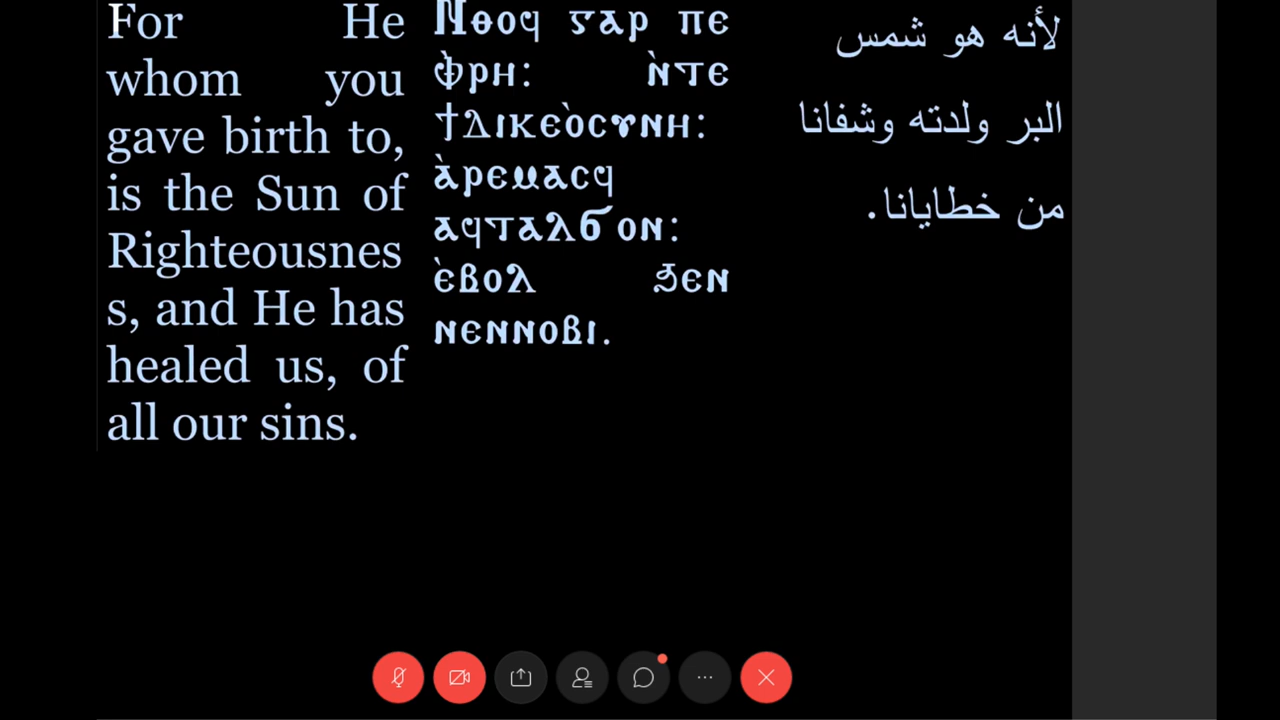 For He
whom you
gave birth to,
is the Sun of
Righteousnes
s, and He has
healed us, of
all our sins.
Ⲛⲑⲟϥ ⲅⲁⲣ ⲡⲉ
ⲫ̀ⲣⲏ: ⲛ̀ⲧⲉ
ϯⲇⲓⲕⲉⲟ̀ⲥⲩⲛⲏ:
ⲁ̀ⲣⲉⲙⲁⲥϥ
ⲁϥⲧⲁⲗϭⲟⲛ:
ⲉ̀ⲃⲟⲗ ϧⲉⲛ
ⲛⲉⲛⲛⲟⲃⲓ.
لأنه هو شمس
البر ولدته وشفانا
من خطايانا.